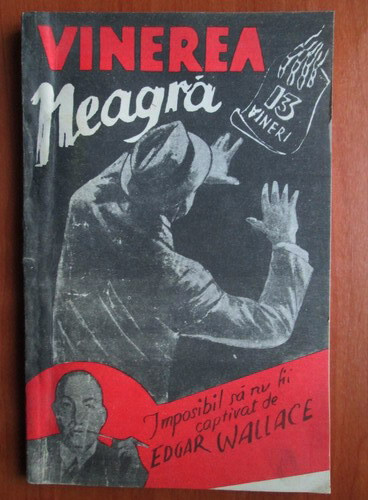 VINEREA
Neagră
13
VINERI
Imposibil să nu fii
captivat de
EDGAR WALLACE